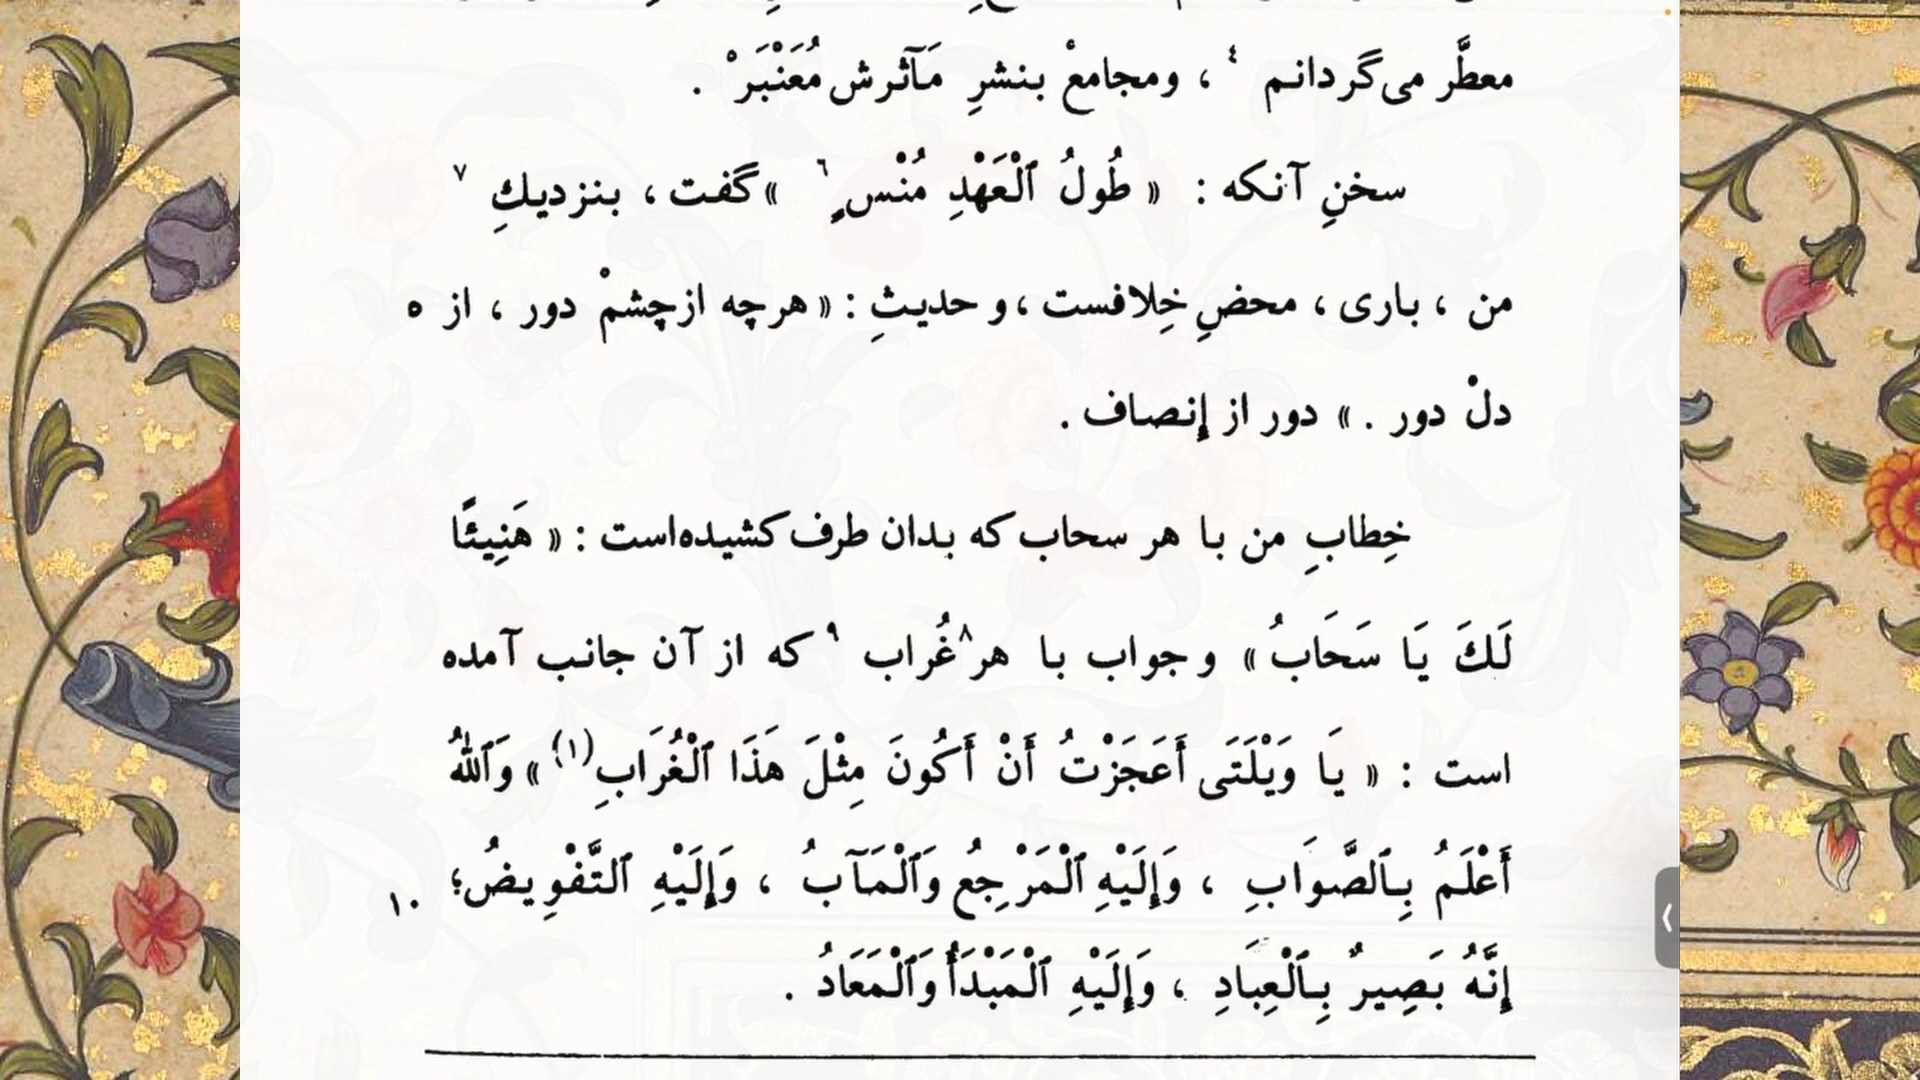 معطَّر می‌گردانم ٤ ، ومجامعْ بنشرِ مَآثرش مُعَنْبَرْ .
سخنِ آنکه : « طُولُ ٱلْعَهْدِ مُنْسٍ ٦ » گفت ، بنزدیكِ ٧
من ، باری ، محضِ خِلافست ، و حدیثِ : « هرچه ازچشمْ دور ، از ٥
دلْ دور . » دور از إنصاف .
خِطابِ من با هر سحاب که بدان طرف کشیده‌است : « هَنِيئًا
لَكَ يَا سَحَابُ » و جواب با هر ٨ غُراب ٩ که از آن جانب آمده
است : « يَا وَيْلَتَى أَعَجَزْتُ أَنْ أَكُونَ مِثْلَ هَذَا ٱلْغُرَابِ (١) » وَٱللهُ
أَعْلَمُ بِٱلصَّوَابِ ، وَإِلَيْهِ ٱلْمَرْجِعُ وَٱلْمَآبُ ، وَإِلَيْهِ ٱلتَّفْوِيضُ؛ ١٠
إِنَّهُ بَصِيرٌ بِٱلْعِبَادِ ، وَإِلَيْهِ ٱلْمَبْدَأُ وَٱلْمَعَادُ .